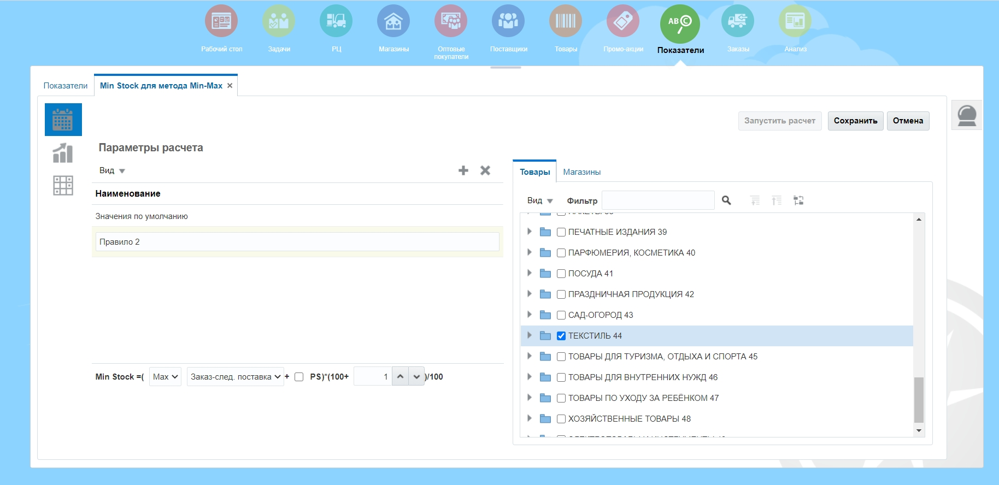 ABC
Рабочий стол
Задачи
РЦ
Магазины
Оптовые
покупатели
Поставщики
Товары
Промо-акции
Показатели
Заказы
Анализ
Показатели
Min Stock для метода Min-Max
Запустить расчет
Сохранить
Отмена
Параметры расчета
Вид
Наименование
Значения по умолчанию
Правило 2
Min Stock =( Max Заказ-след. поставка + PS)*(100+ 1 )/100
Товары
Магазины
Вид
Фильтр
ПЕЧАТНЫЕ ИЗДАНИЯ 39
ПАРФЮМЕРИЯ, КОСМЕТИКА 40
ПОСУДА 41
ПРАЗДНИЧНАЯ ПРОДУКЦИЯ 42
САД-ОГОРОД 43
ТЕКСТИЛЬ 44
ТОВАРЫ ДЛЯ ТУРИЗМА, ОТДЫХА И СПОРТА 45
ТОВАРЫ ДЛЯ ВНУТРЕННИХ НУЖД 46
ТОВАРЫ ПО УХОДУ ЗА РЕБЁНКОМ 47
ХОЗЯЙСТВЕННЫЕ ТОВАРЫ 48